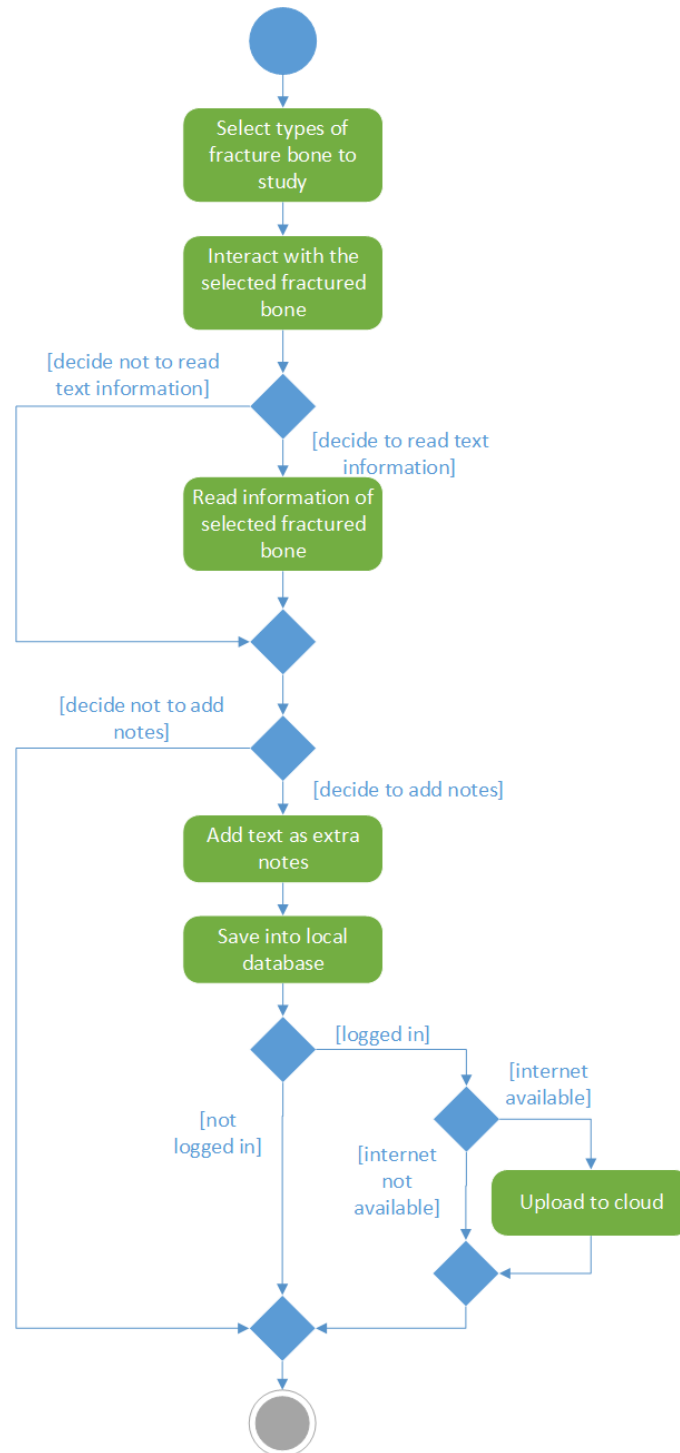 Select types of
fracture bone to
study
Interact with the
selected fractured
bone
[decide not to read
text information]
[decide to read text
information]
Read information of
selected fractured
bone
[decide not to add
notes]
[decide to add notes]
Add text as extra
notes
Save into local
database
[logged in]
[internet
available]
[not
logged in]
[internet
not
available]
Upload to cloud